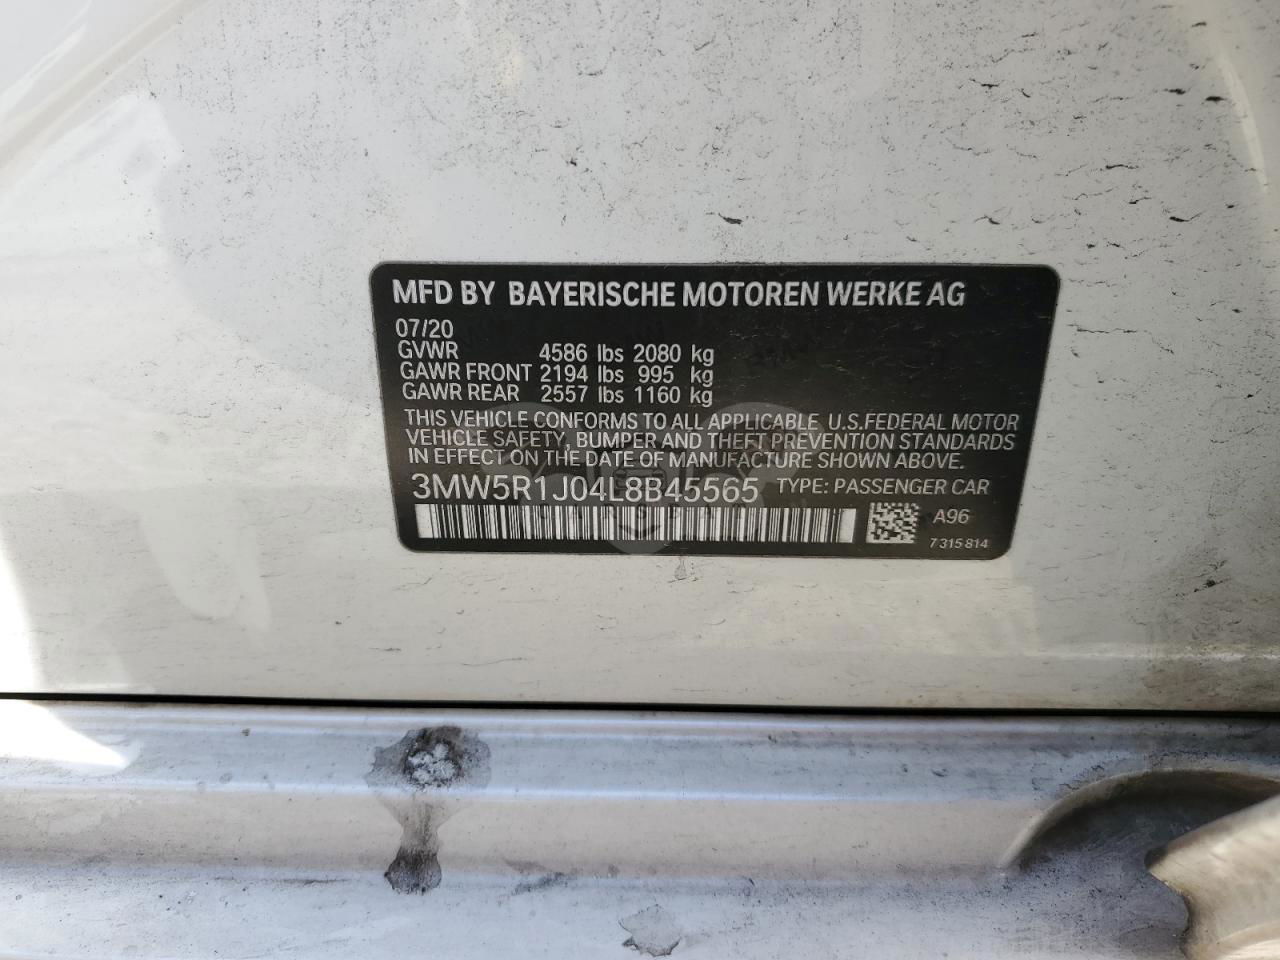 MFD BY BAYERISCHE MOTOREN WERKE AG
07/20
GVWR 4586 lbs 2080 kg
GAWR FRONT 2194 lbs 995 kg
GAWR REAR 2557 lbs 1160 kg
THIS VEHICLE CONFORMS TO ALL APPLICABLE U.S.FEDERAL MOTOR
VEHICLE SAFETY, BUMPER AND THEFT PREVENTION STANDARDS
IN EFFECT ON THE DATE OF MANUFACTURE SHOWN ABOVE.
3MW5R1J04L8B45565 TYPE: PASSENGER CAR
A96
7315814